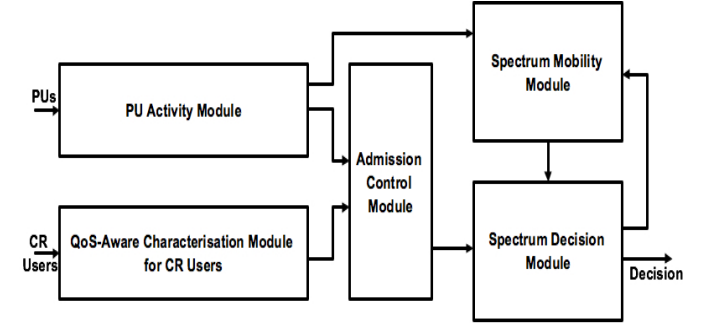 PUs
PU Activity Module
CR
Users
QoS-Aware Characterisation Module
for CR Users
Admission
Control
Module
Spectrum Mobility
Module
Spectrum Decision
Module
Decision